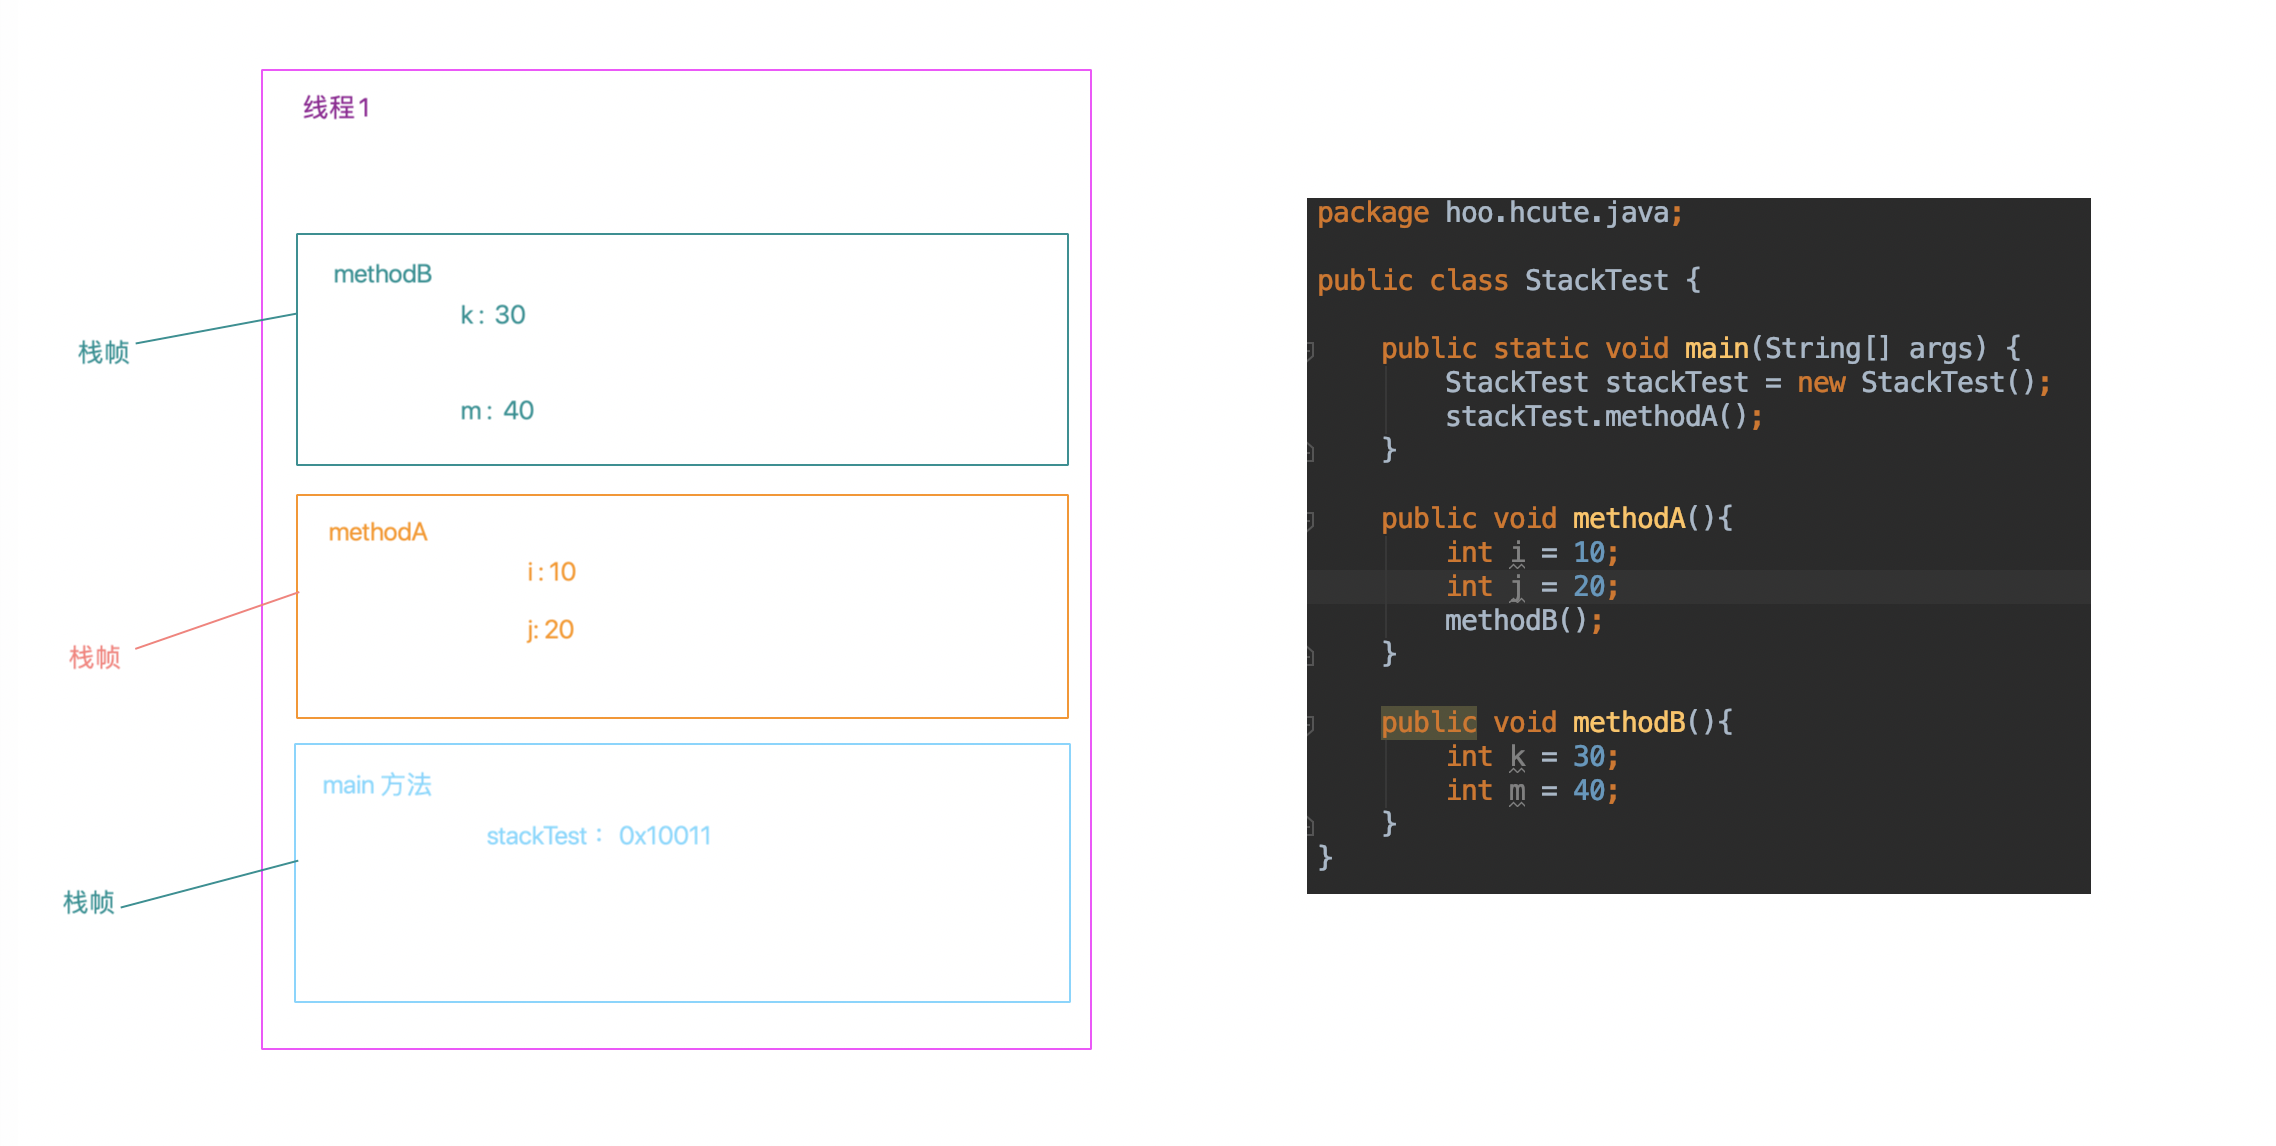 线程1
methodB
k: 30
栈帧
m: 40
methodA
i:10
j:20
栈帧
main 方法
stackTest： 0x10011
栈帧
package hoo.hcute.java;
public class StackTest {
public static void main(String[] args) {
StackTest stackTest = new StackTest();
stackTest.methodA();
}
public void methodA(){
int i = 10;
int j = 20;
methodB();
}
public void methodB(){
int k = 30;
int m = 40;
}
}